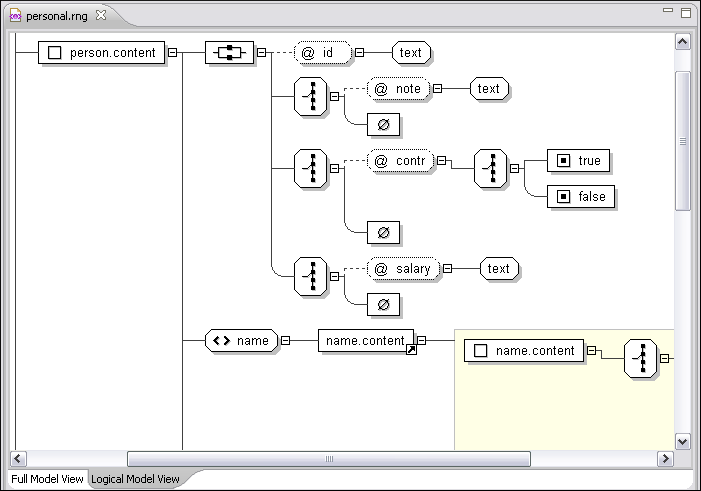 personal.rng
person.content
@ id
text
@ note
text
Ø
@ contr
true
false
Ø
@ salary
text
Ø
<> name
name.content
name.content
Full Model View
Logical Model View